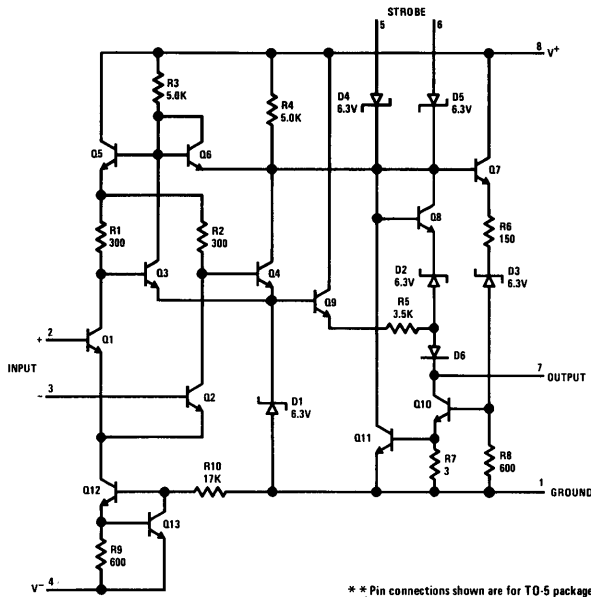 STROBE
5 6
8 V+
R3
5.0K
R4
5.0K
D4
6.3V
D5
6.3V
Q5
Q6
Q7
R1
300
R2
300
Q8
R6
150
Q3
Q4
D2
6.3V
D3
6.3V
Q9
R5
3.5K
+ 2
Q1
D6
INPUT
7 OUTPUT
− 3
Q2
D1
6.3V
Q10
Q11
R10
17K
R7
3
R8
600
Q12
1 GROUND
Q13
R9
600
V− 4
* * Pin connections shown are for TO-5 package